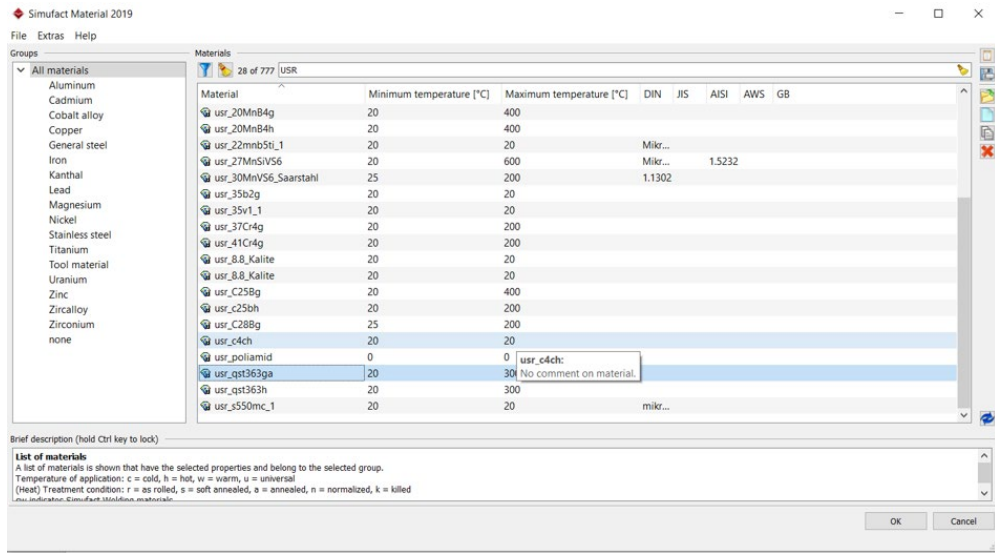 Simufact Material 2019
File Extras Help
Groups
All materials
Aluminum
Cadmium
Cobalt alloy
Copper
General steel
Iron
Kanthal
Lead
Magnesium
Nickel
Stainless steel
Titanium
Tool material
Uranium
Zinc
Zircalloy
Zirconium
none
Materials
28 of 777 USR
Material Minimum temperature [°C] Maximum temperature [°C] DIN JIS AISI AWS GB
usr_20MnB4g 20 400
usr_20MnB4h 20 400
usr_22mnb5ti_1 20 20 Mikr...
usr_27MnSiVS6 20 600 Mikr... 1.5232
usr_30MnVS6_Saarstahl 25 200 1.1302
usr_35b2g 20 20
usr_35v1_1 20 20
usr_37Cr4g 20 200
usr_41Cr4g 20 200
usr_8.8_Kalite 20 20
usr_8.8_Kalite 20 20
usr_C25Bg 20 400
usr_c25bh 20 200
usr_C28Bg 25 200
usr_c4ch 20 20
usr_poliamid 0 0
usr_qst363ga 20
usr_qst363h 20 300
usr_s550mc_1 20 20 mikr...
usr_c4ch:
No comment on material.
Brief description (hold Ctrl key to lock)
List of materials
A list of materials is shown that have the selected properties and belong to the selected group.
Temperature of application: c = cold, h = hot, w = warm, u = universal
(Heat) Treatment condition: r = as rolled, s = soft annealed, a = annealed, n = normalized, k = killed
pw indicates Simufact Welding materials
OK Cancel